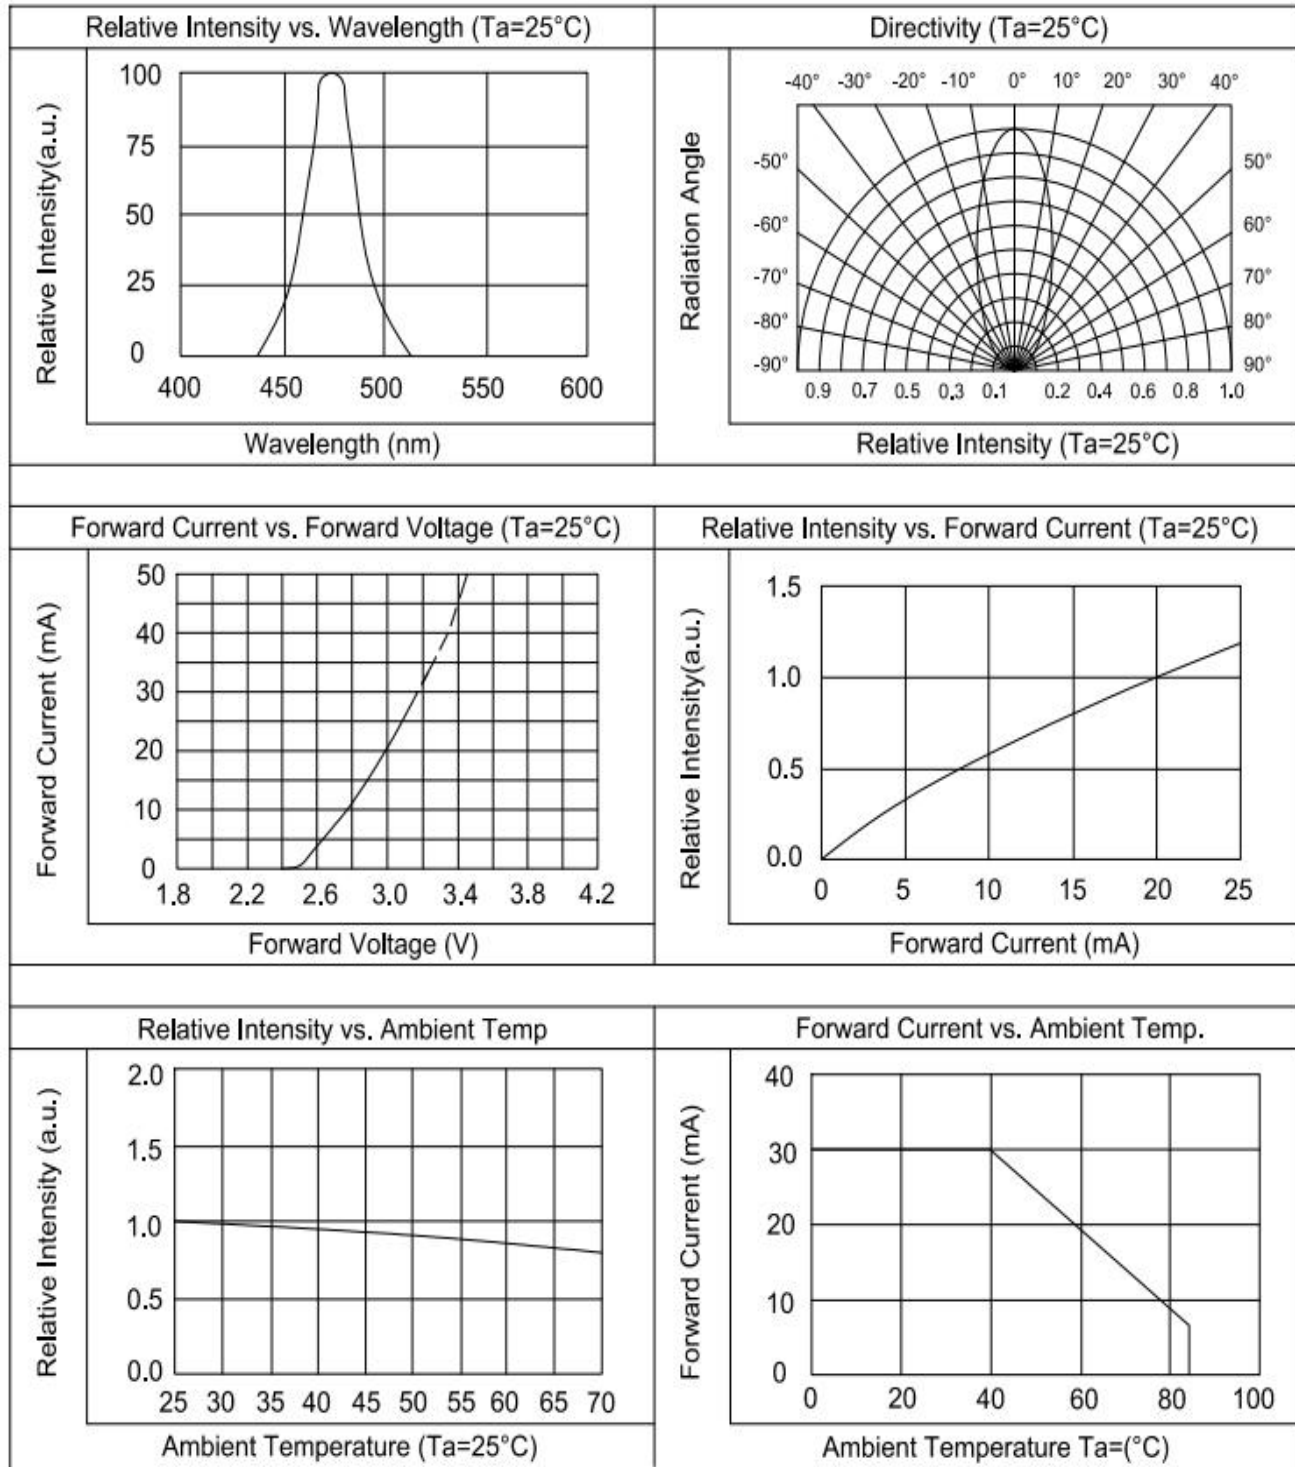 Relative Intensity vs. Wavelength (Ta=25°C)
Relative Intensity(a.u.)
100
75
50
25
0
400 450 500 550 600
Wavelength (nm)
Directivity (Ta=25°C)
Radiation Angle
-40° -30° -20° -10° 0° 10° 20° 30° 40°
-50° 50°
-60° 60°
-70° 70°
-80° 80°
-90° 90°
0.9 0.7 0.5 0.3 0.1 0.2 0.4 0.6 0.8 1.0
Relative Intensity (Ta=25°C)
Forward Current vs. Forward Voltage (Ta=25°C)
Forward Current (mA)
50
40
30
20
10
0
1.8 2.2 2.6 3.0 3.4 3.8 4.2
Forward Voltage (V)
Relative Intensity vs. Forward Current (Ta=25°C)
Relative Intensity(a.u.)
1.5
1.0
0.5
0.0
0 5 10 15 20 25
Forward Current (mA)
Relative Intensity vs. Ambient Temp
Relative Intensity (a.u.)
2.0
1.5
1.0
0.5
0.0
25 30 35 40 45 50 55 60 65 70
Ambient Temperature (Ta=25°C)
Forward Current vs. Ambient Temp.
Forward Current (mA)
40
30
20
10
0
0 20 40 60 80 100
Ambient Temperature Ta=(°C)